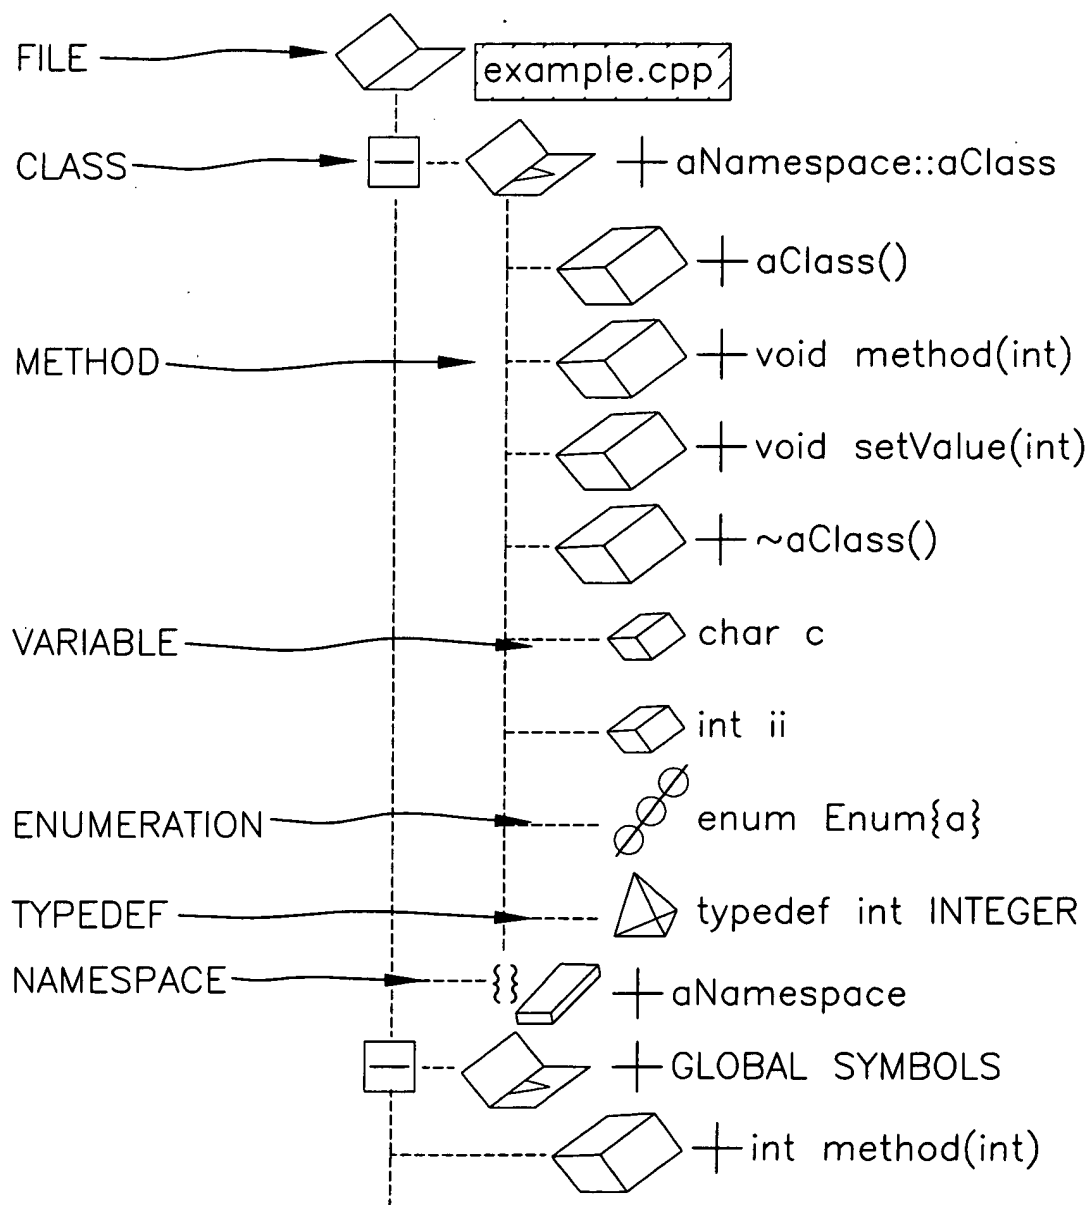 FILE example.cpp
CLASS aNamespace::aClass
aClass()
METHOD void method(int)
void setValue(int)
~aClass()
VARIABLE char c
int ii
ENUMERATION enum Enum{a}
TYPEDEF typedef int INTEGER
NAMESPACE {} aNamespace
GLOBAL SYMBOLS
int method(int)